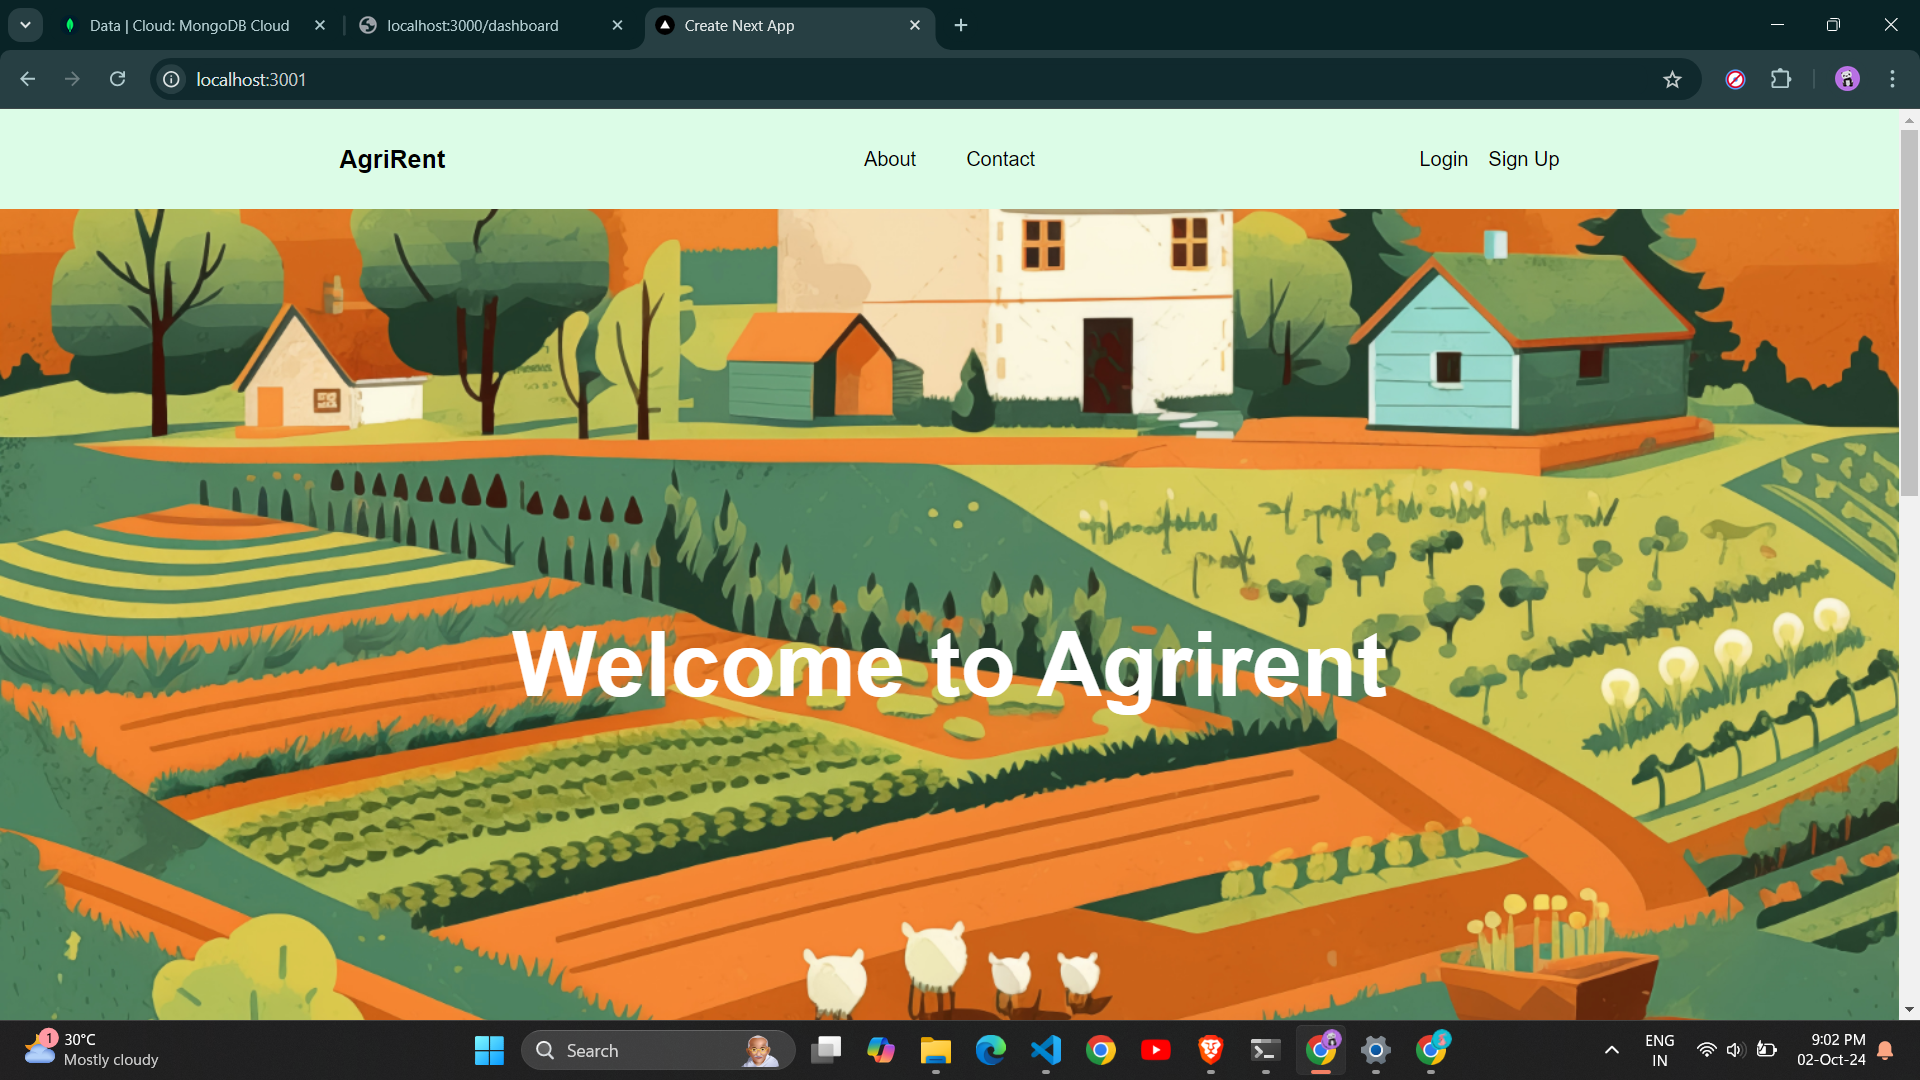 Data | Cloud: MongoDB Cloud
localhost:3000/dashboard
Create Next App
localhost:3001
AgriRent
About
Contact
Login
Sign Up
Welcome to Agrirent
1
30°C
Mostly cloudy
Search
ENG
IN
9:02 PM
02-Oct-24